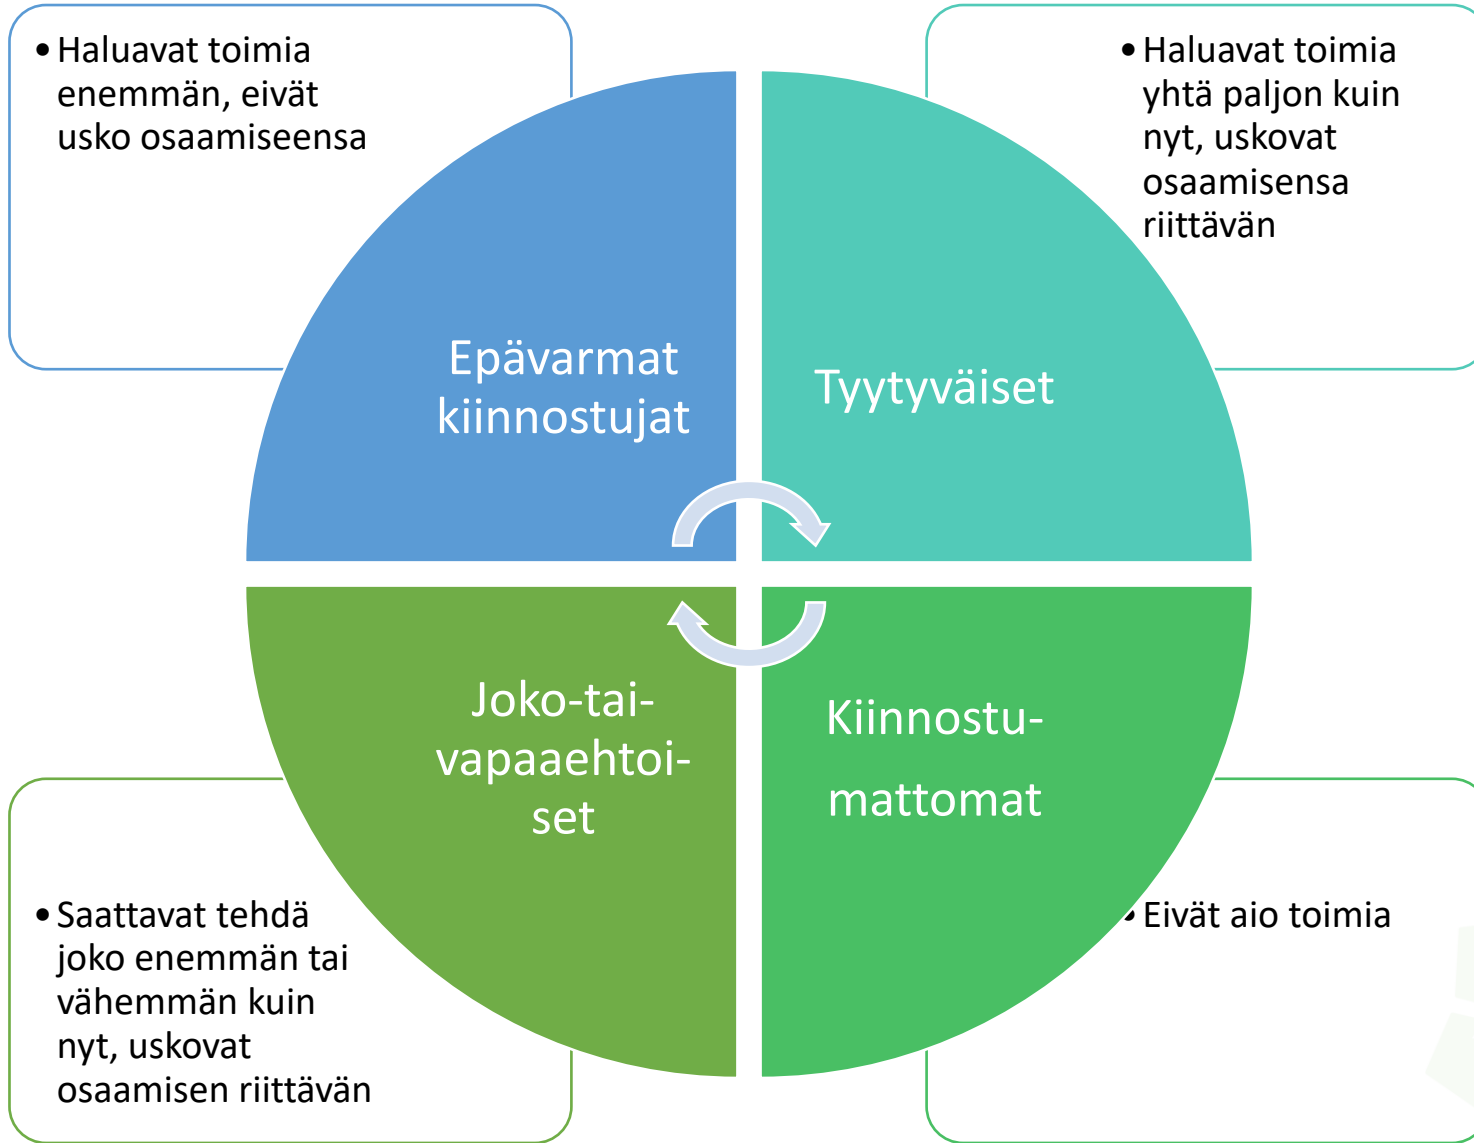 • Haluavat toimia
enemmän, eivät
usko osaamiseensa
• Haluavat toimia
yhtä paljon kuin
nyt, uskovat
osaamisensa
riittävän
Epävarmat
kiinnostujat
Tyytyväiset
Joko-tai-
vapaaehtoi-
set
Kiinnostu-
mattomat
• Saattavat tehdä
joko enemmän tai
vähemmän kuin
nyt, uskovat
osaamisen riittävän
• Eivät aio toimia